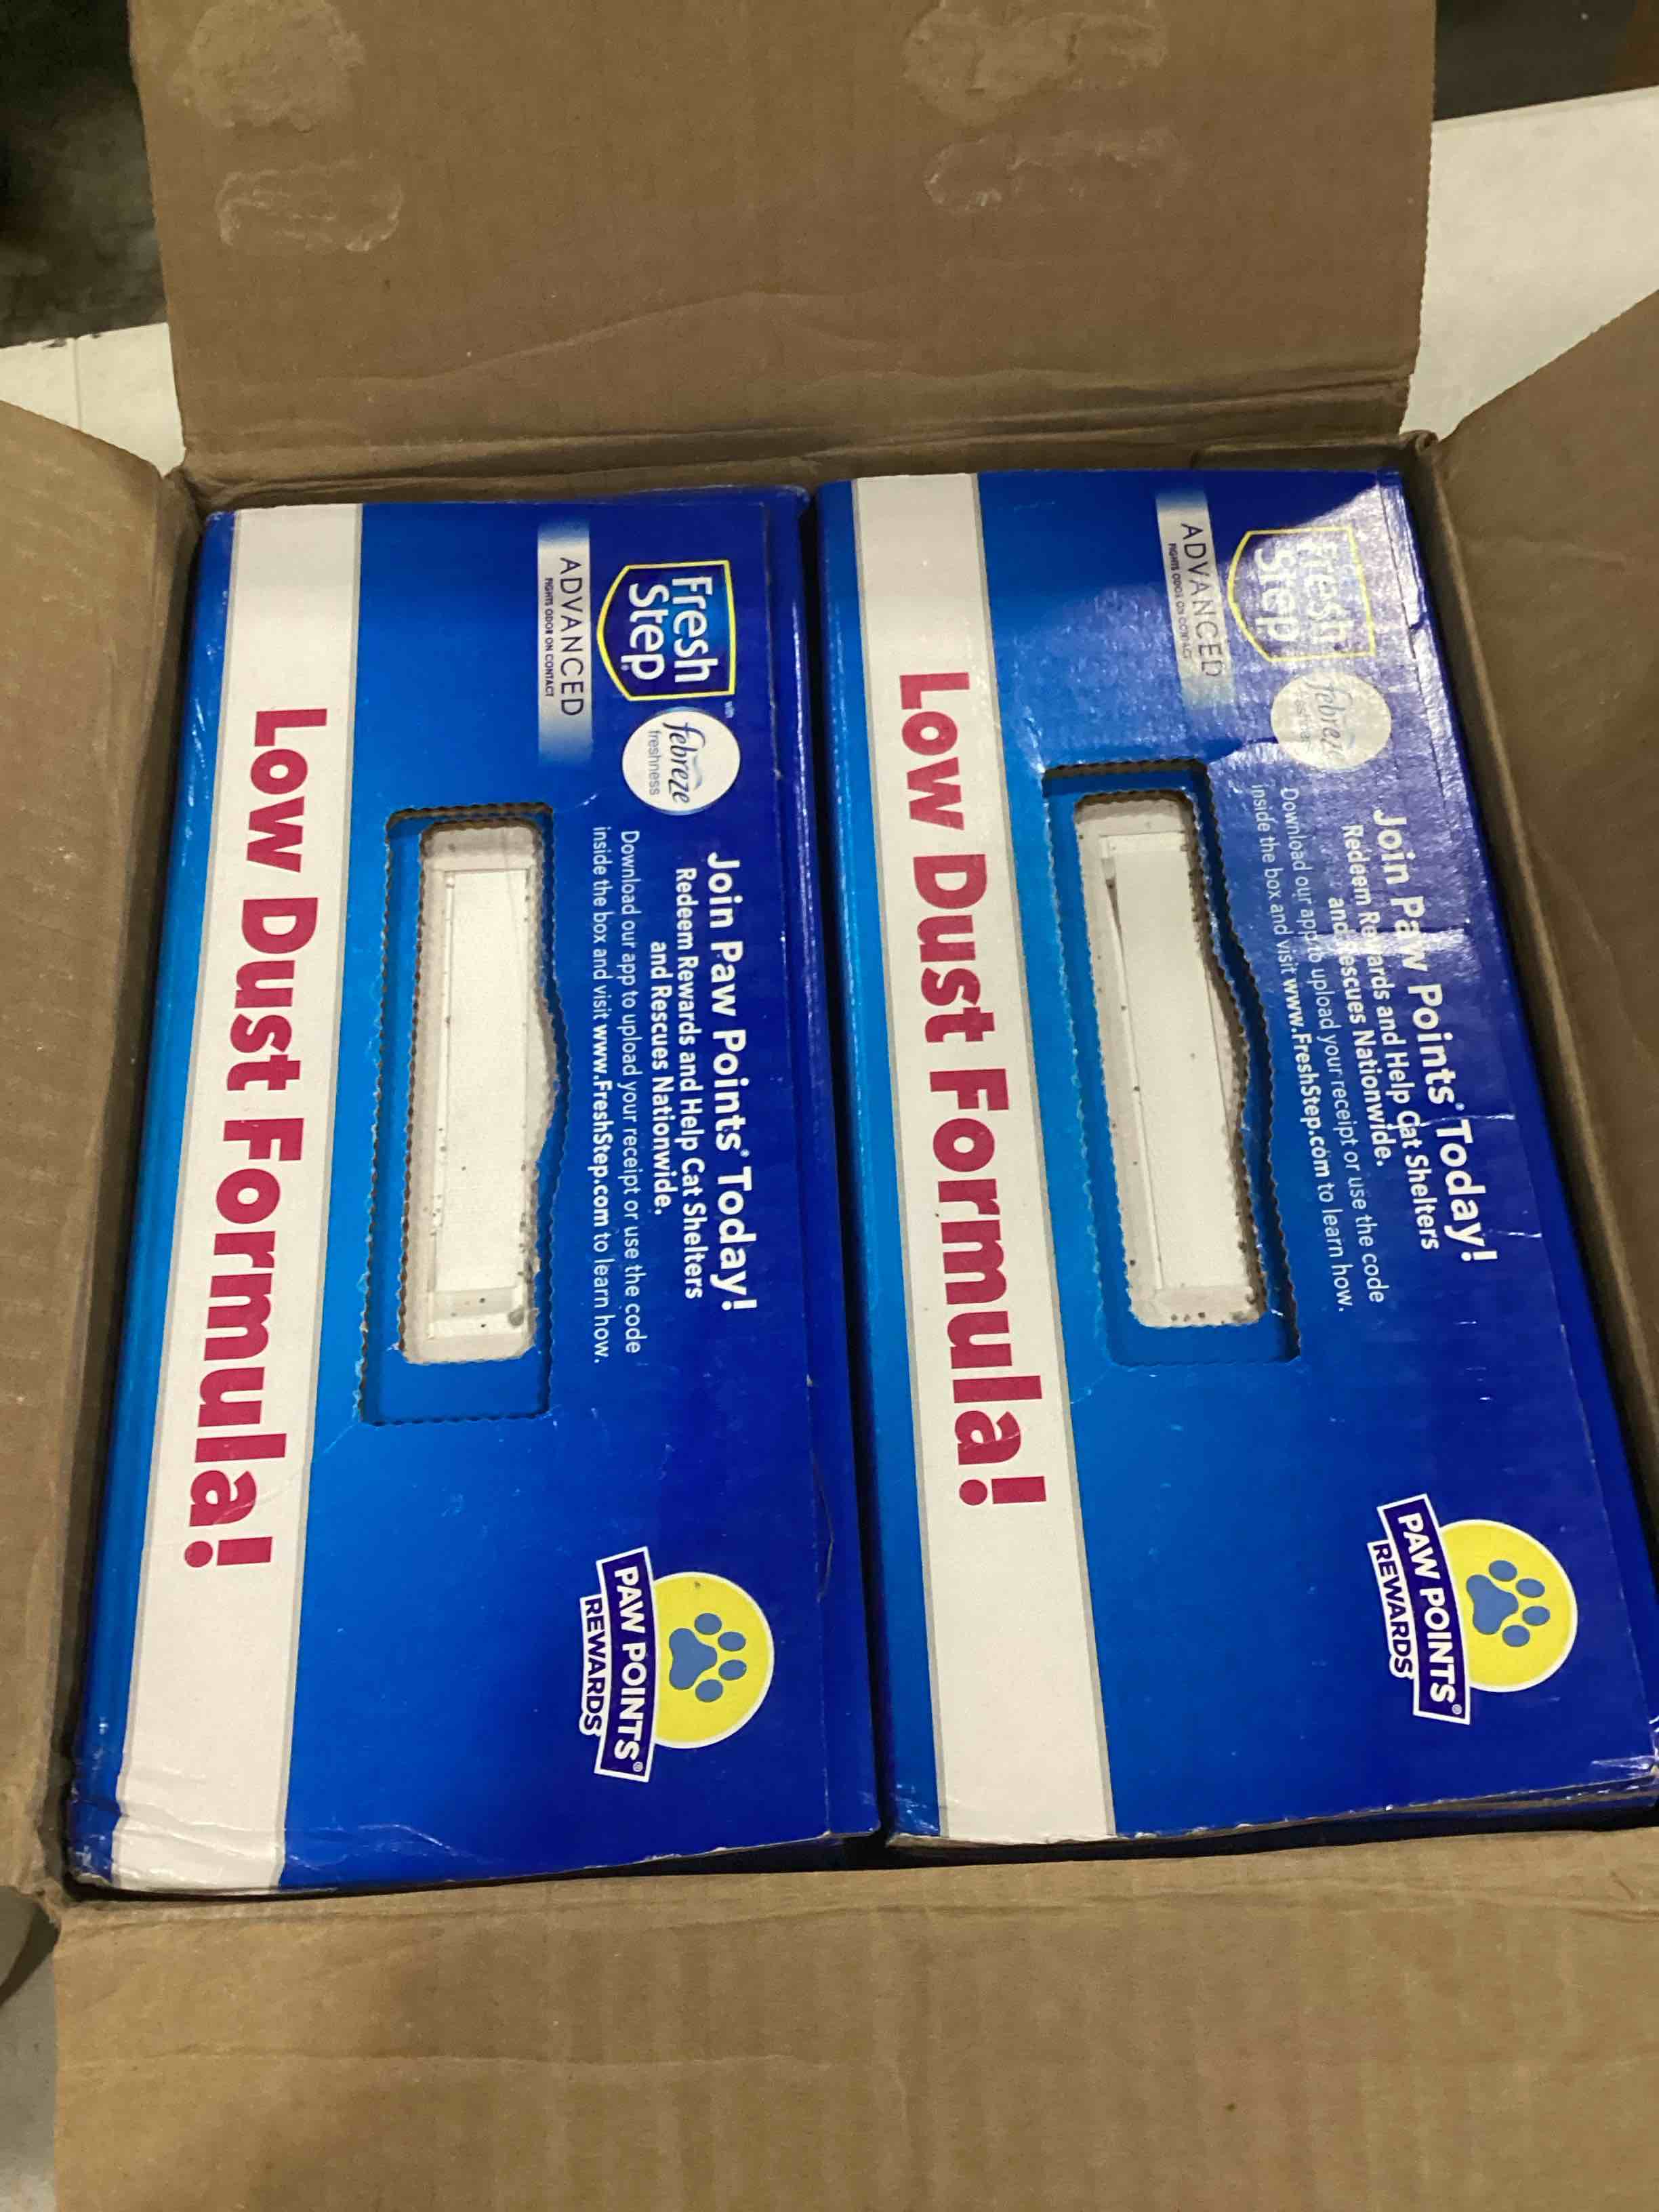 Fresh
Step
with
febreze
freshness
ADVANCED
FIGHTS ODOR ON CONTACT
Join Paw Points® Today!
Redeem Rewards and Help Cat Shelters
and Rescues Nationwide.
Download our app to upload your receipt or use the code
inside the box and visit www.FreshStep.com to learn how.
PAW POINTS®
REWARDS
Low Dust Formula!
Fresh
Step
febreze
ADVANCED
FIGHTS ODOR ON CONTACT
Join Paw Points® Today!
Redeem Rewards and Help Cat Shelters
and Rescues Nationwide.
Download our app to upload your receipt or use the code
inside the box and visit www.FreshStep.com to learn how.
PAW POINTS®
REWARDS
Low Dust Formula!